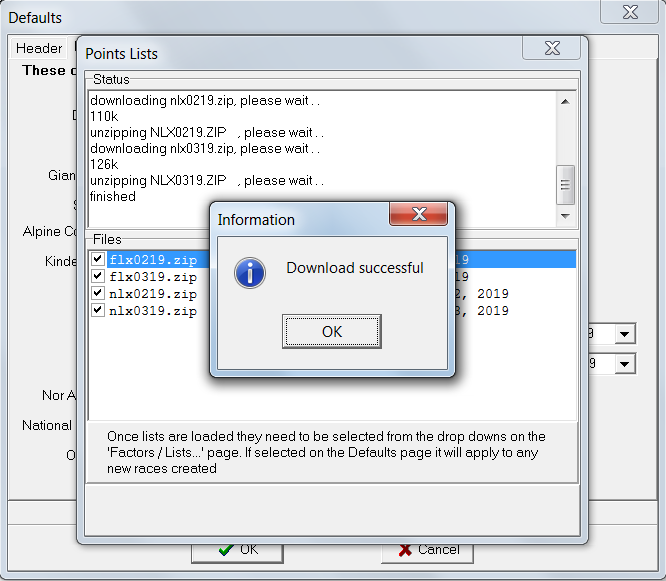 Defaults
Header
These
Points Lists
Status
downloading nlx0219.zip, please wait . .
110k
unzipping NLX0219.ZIP , please wait . .
downloading nlx0319.zip, please wait . .
126k
unzipping NLX0319.ZIP , please wait . .
finished
Alpine
Files
flx0219.zip 19
flx0319.zip 19
nlx0219.zip 2, 2019
nlx0319.zip 3, 2019
Information
Download successful
OK
9
9
Nor
National
Once lists are loaded they need to be selected from the drop downs on the
'Factors / Lists...' page. If selected on the Defaults page it will apply to any
new races created
OK
Cancel